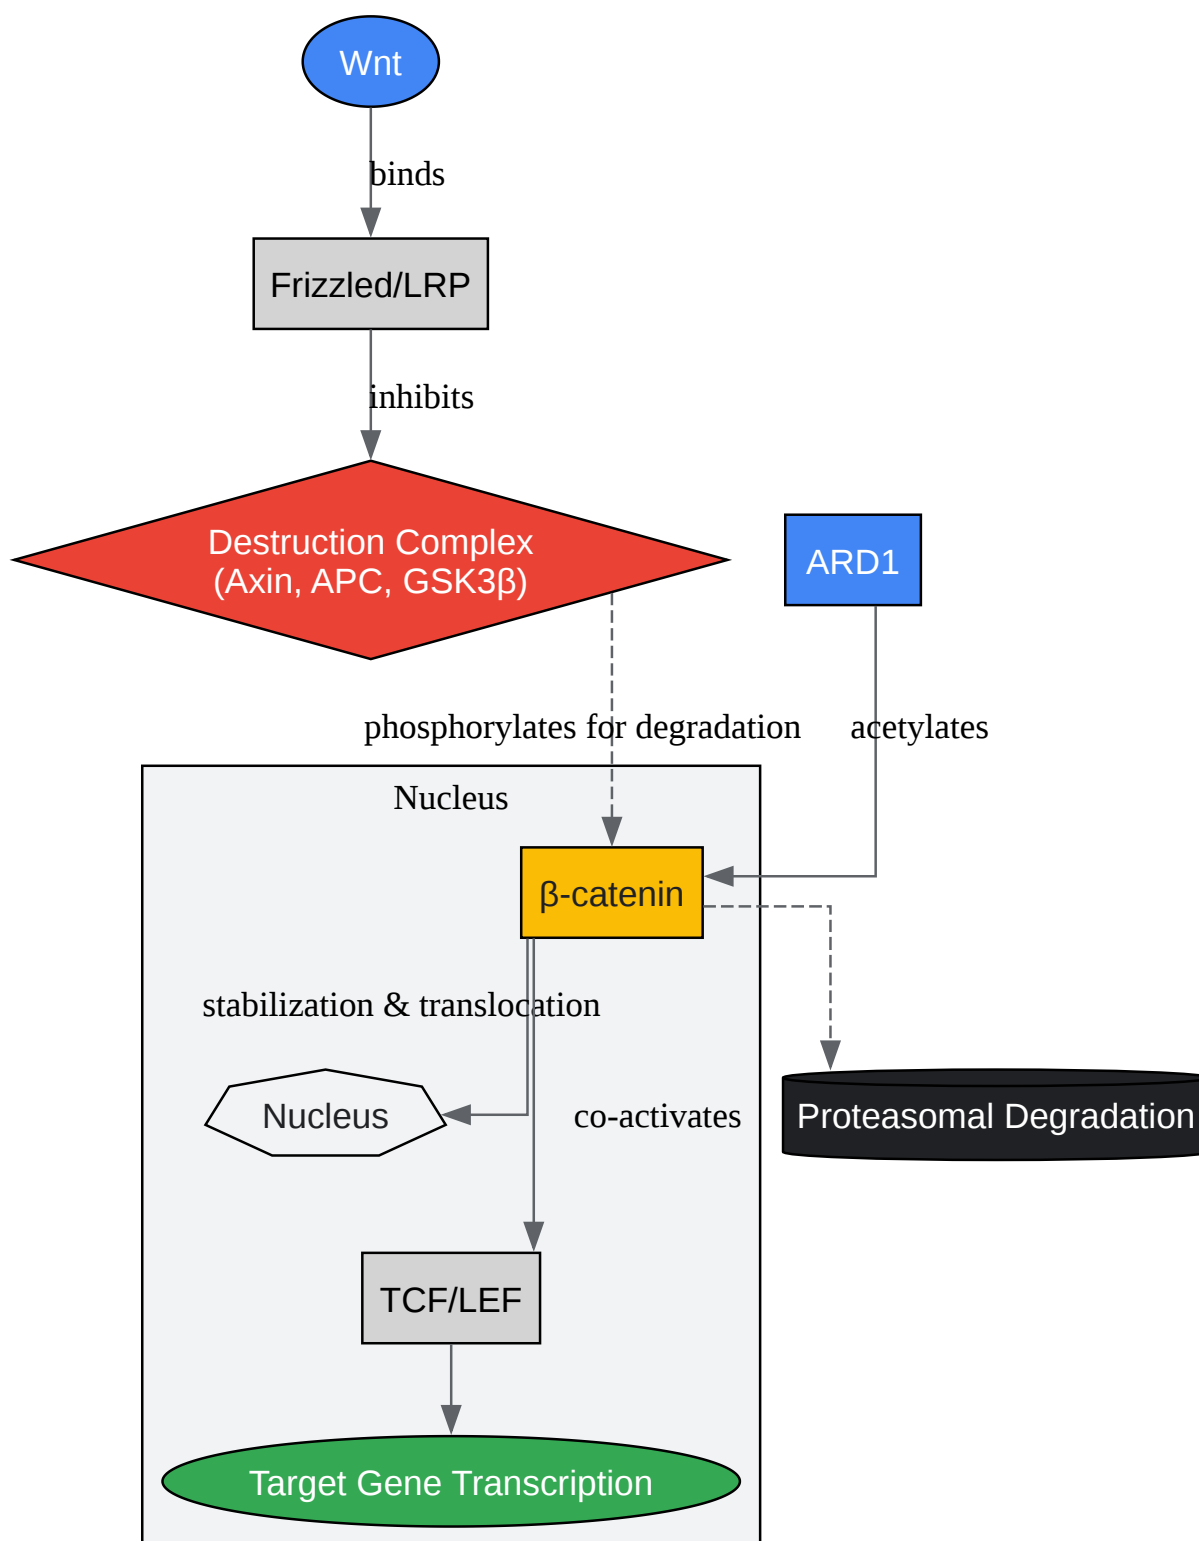 Wnt
binds
Frizzled/LRP
inhibits
Destruction Complex
(Axin, APC, GSK3β)
ARD1
phosphorylates for degradation
acetylates
Nucleus
β-catenin
stabilization & translocation
Nucleus
co-activates
Proteasomal Degradation
TCF/LEF
Target Gene Transcription